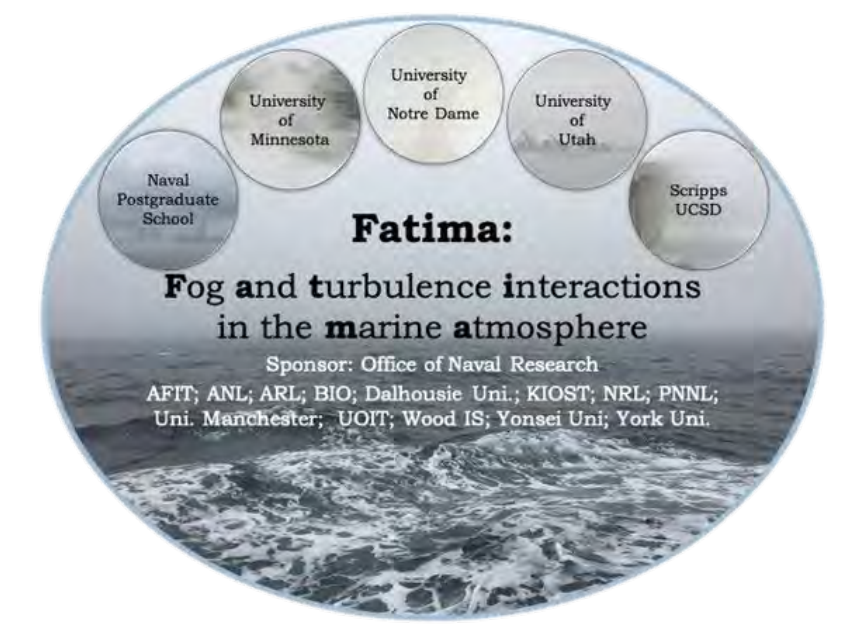 University
of
Notre Dame
University
of
Minnesota
University
of
Utah
Naval
Postgraduate
School
Scripps
UCSD
Fatima:
Fog and turbulence interactions
in the marine atmosphere
Sponsor: Office of Naval Research
AFIT; ANL; ARL; BIO; Dalhousie Uni.; KIOST; NRL; PNNL;
Uni. Manchester; UOIT; Wood IS; Yonsei Uni; York Uni.